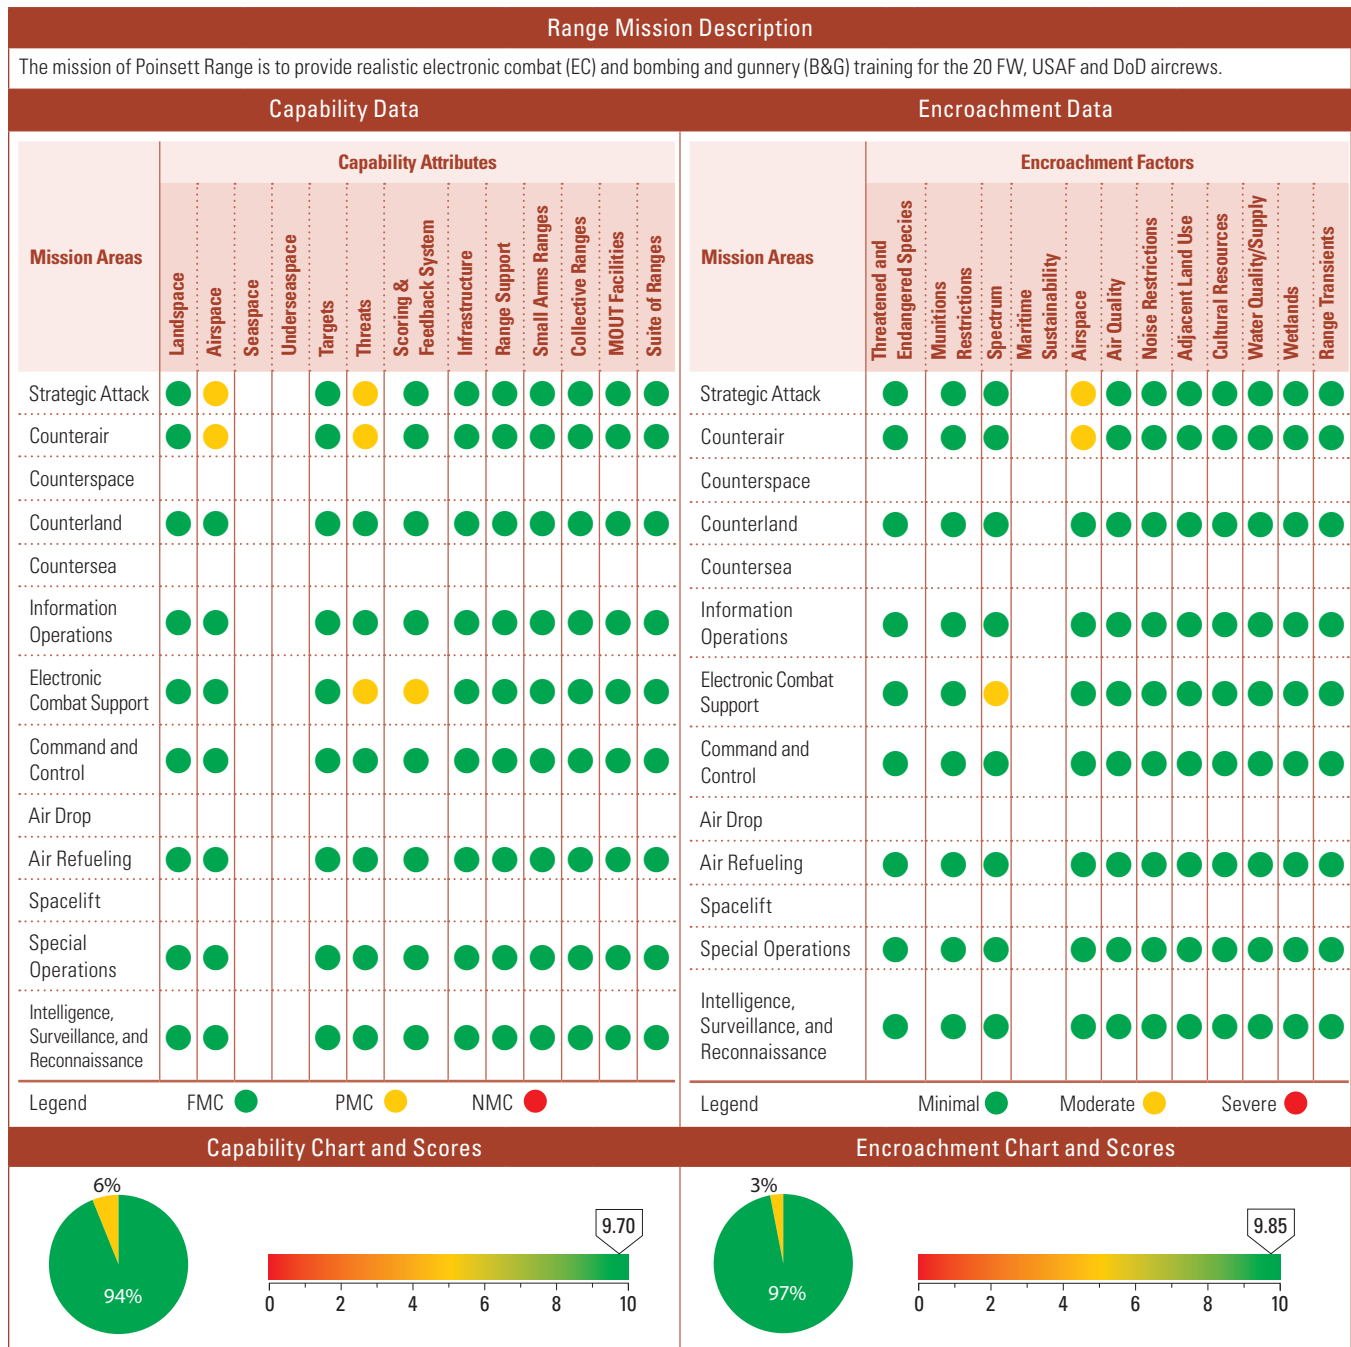 Range Mission Description
The mission of Poinsett Range is to provide realistic electronic combat (EC) and bombing and gunnery (B&G) training for the 20 FW, USAF and DoD aircrews.
Capability Data
Mission Areas
Capability Attributes
Landspace
Airspace
Seaspace
Underseaspace
Targets
Threats
Scoring &
Feedback System
Infrastructure
Range Support
Small Arms Ranges
Collective Ranges
MOUT Facilities
Suite of Ranges
Strategic Attack
Counterair
Counterspace
Counterland
Countersea
Information
Operations
Electronic
Combat Support
Command and
Control
Air Drop
Air Refueling
Spacelift
Special
Operations
Intelligence,
Surveillance, and
Reconnaissance
Legend
FMC
PMC
NMC
Encroachment Data
Mission Areas
Encroachment Factors
Threatened and
Endangered Species
Munitions
Restrictions
Spectrum
Maritime
Sustainability
Airspace
Air Quality
Noise Restrictions
Adjacent Land Use
Cultural Resources
Water Quality/Supply
Wetlands
Range Transients
Strategic Attack
Counterair
Counterspace
Counterland
Countersea
Information
Operations
Electronic Combat
Support
Command and
Control
Air Drop
Air Refueling
Spacelift
Special Operations
Intelligence,
Surveillance, and
Reconnaissance
Legend
Minimal
Moderate
Severe
Capability Chart and Scores
6%
94%
9.70
0 2 4 6 8 10
Encroachment Chart and Scores
3%
97%
9.85
0 2 4 6 8 10